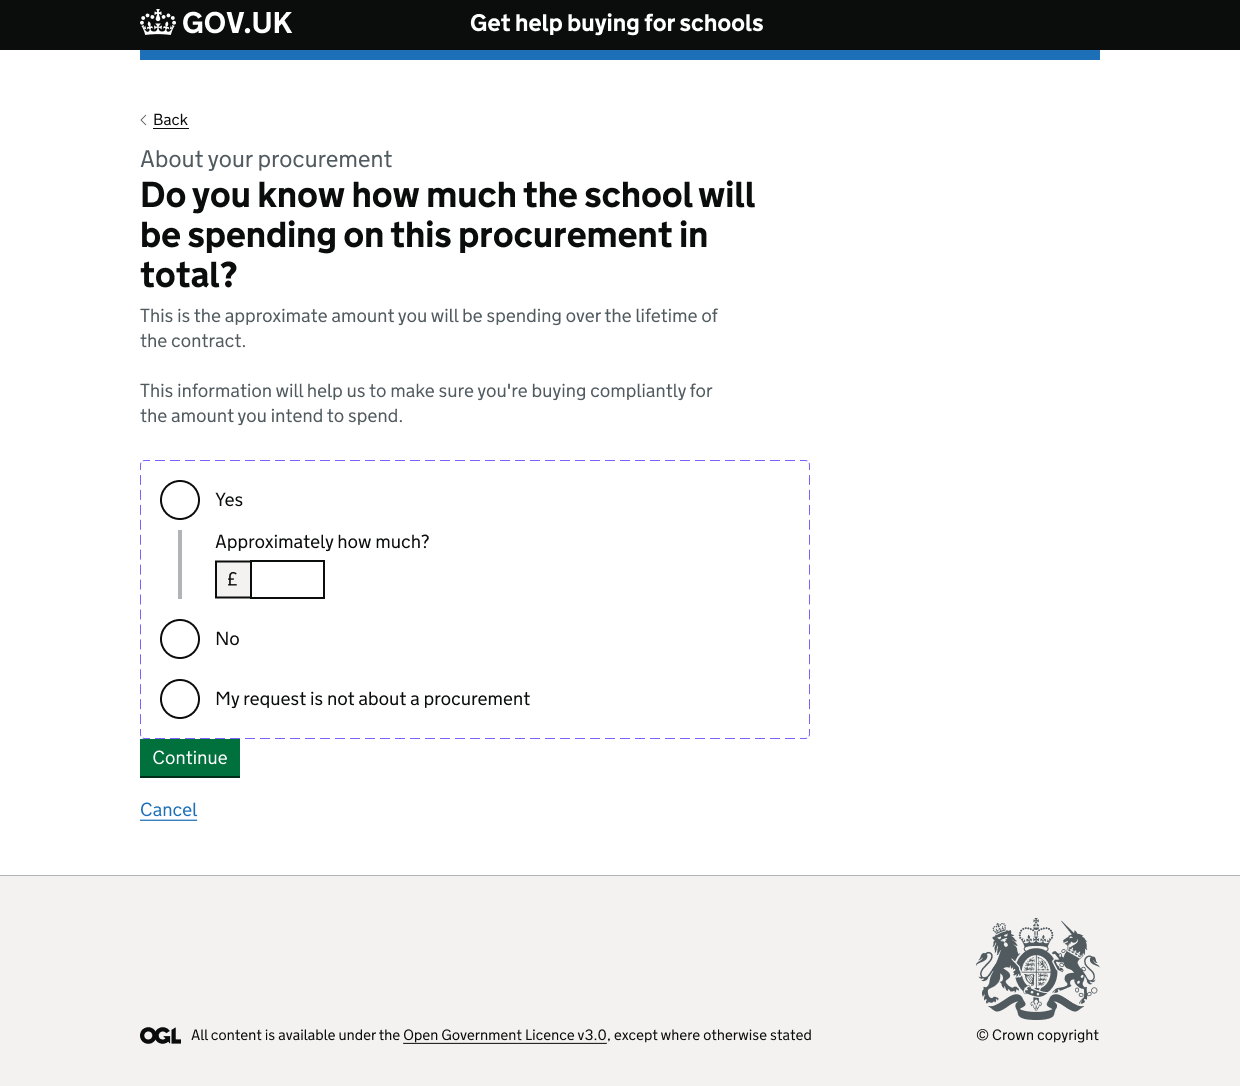 GOV.UK
Get help buying for schools
Back
About your procurement
Do you know how much the school will
be spending on this procurement in
total?
This is the approximate amount you will be spending over the lifetime of
the contract.
This information will help us to make sure you're buying compliantly for
the amount you intend to spend.
Yes
Approximately how much?
£
No
My request is not about a procurement
Continue
Cancel
OGL All content is available under the Open Government Licence v3.0, except where otherwise stated
© Crown copyright